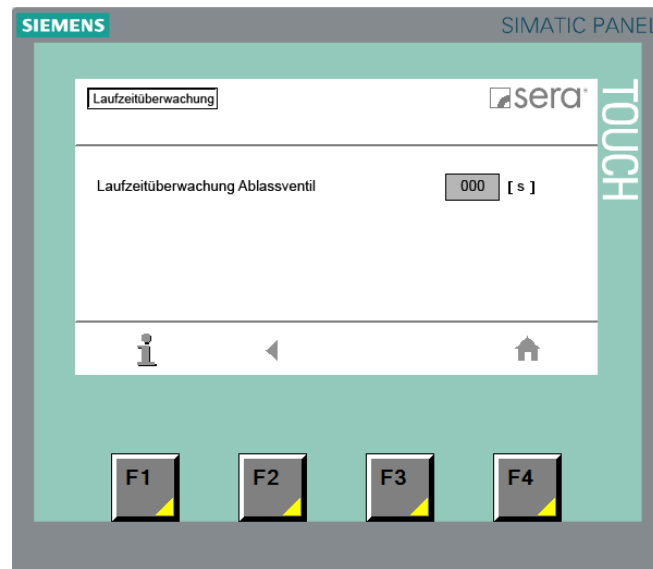 SIEMENS
SIMATIC PANEL
TOUCH
Laufzeitüberwachung
sera
Laufzeitüberwachung Ablassventil 000 [ s ]
i
F1 F2 F3 F4